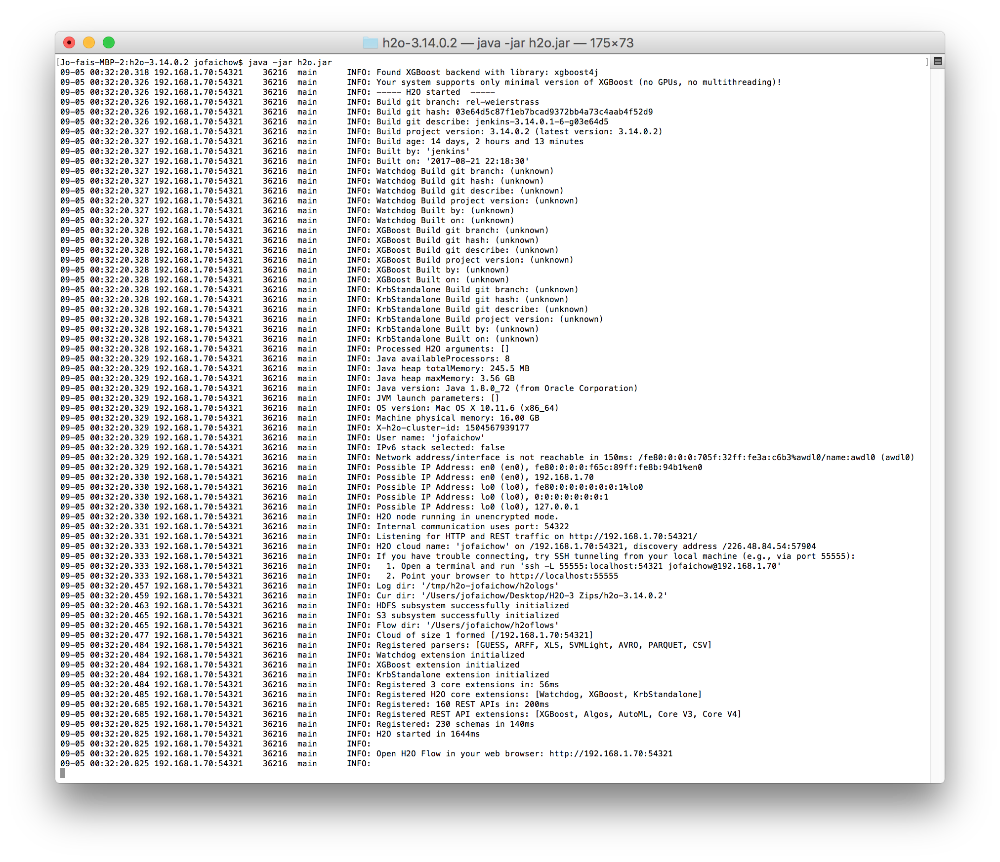 h2o-3.14.0.2 — java -jar h2o.jar — 175×73
[Jo-fais-MBP-2:h2o-3.14.0.2 jofaichow$ java -jar h2o.jar ]
09-05 00:32:20.318 192.168.1.70:54321    36216  main      INFO: Found XGBoost backend with library: xgboost4j
09-05 00:32:20.326 192.168.1.70:54321    36216  main      INFO: Your system supports only minimal version of XGBoost (no GPUs, no multithreading)!
09-05 00:32:20.326 192.168.1.70:54321    36216  main      INFO: ----- H2O started  -----
09-05 00:32:20.326 192.168.1.70:54321    36216  main      INFO: Build git branch: rel-weierstrass
09-05 00:32:20.326 192.168.1.70:54321    36216  main      INFO: Build git hash: 03e64d5c87f1eb7bcad9372bb4a73c4aab4f52d9
09-05 00:32:20.326 192.168.1.70:54321    36216  main      INFO: Build git describe: jenkins-3.14.0.1-6-g03e64d5
09-05 00:32:20.327 192.168.1.70:54321    36216  main      INFO: Build project version: 3.14.0.2 (latest version: 3.14.0.2)
09-05 00:32:20.327 192.168.1.70:54321    36216  main      INFO: Build age: 14 days, 2 hours and 13 minutes
09-05 00:32:20.327 192.168.1.70:54321    36216  main      INFO: Built by: 'jenkins'
09-05 00:32:20.327 192.168.1.70:54321    36216  main      INFO: Built on: '2017-08-21 22:18:30'
09-05 00:32:20.327 192.168.1.70:54321    36216  main      INFO: Watchdog Build git branch: (unknown)
09-05 00:32:20.327 192.168.1.70:54321    36216  main      INFO: Watchdog Build git hash: (unknown)
09-05 00:32:20.327 192.168.1.70:54321    36216  main      INFO: Watchdog Build git describe: (unknown)
09-05 00:32:20.327 192.168.1.70:54321    36216  main      INFO: Watchdog Build project version: (unknown)
09-05 00:32:20.327 192.168.1.70:54321    36216  main      INFO: Watchdog Built by: (unknown)
09-05 00:32:20.327 192.168.1.70:54321    36216  main      INFO: Watchdog Built on: (unknown)
09-05 00:32:20.328 192.168.1.70:54321    36216  main      INFO: XGBoost Build git branch: (unknown)
09-05 00:32:20.328 192.168.1.70:54321    36216  main      INFO: XGBoost Build git hash: (unknown)
09-05 00:32:20.328 192.168.1.70:54321    36216  main      INFO: XGBoost Build git describe: (unknown)
09-05 00:32:20.328 192.168.1.70:54321    36216  main      INFO: XGBoost Build project version: (unknown)
09-05 00:32:20.328 192.168.1.70:54321    36216  main      INFO: XGBoost Built by: (unknown)
09-05 00:32:20.328 192.168.1.70:54321    36216  main      INFO: XGBoost Built on: (unknown)
09-05 00:32:20.328 192.168.1.70:54321    36216  main      INFO: KrbStandalone Build git branch: (unknown)
09-05 00:32:20.328 192.168.1.70:54321    36216  main      INFO: KrbStandalone Build git hash: (unknown)
09-05 00:32:20.328 192.168.1.70:54321    36216  main      INFO: KrbStandalone Build git describe: (unknown)
09-05 00:32:20.328 192.168.1.70:54321    36216  main      INFO: KrbStandalone Build project version: (unknown)
09-05 00:32:20.328 192.168.1.70:54321    36216  main      INFO: KrbStandalone Built by: (unknown)
09-05 00:32:20.328 192.168.1.70:54321    36216  main      INFO: KrbStandalone Built on: (unknown)
09-05 00:32:20.328 192.168.1.70:54321    36216  main      INFO: Processed H2O arguments: []
09-05 00:32:20.329 192.168.1.70:54321    36216  main      INFO: Java availableProcessors: 8
09-05 00:32:20.329 192.168.1.70:54321    36216  main      INFO: Java heap totalMemory: 245.5 MB
09-05 00:32:20.329 192.168.1.70:54321    36216  main      INFO: Java heap maxMemory: 3.56 GB
09-05 00:32:20.329 192.168.1.70:54321    36216  main      INFO: Java version: Java 1.8.0_72 (from Oracle Corporation)
09-05 00:32:20.329 192.168.1.70:54321    36216  main      INFO: JVM launch parameters: []
09-05 00:32:20.329 192.168.1.70:54321    36216  main      INFO: OS version: Mac OS X 10.11.6 (x86_64)
09-05 00:32:20.329 192.168.1.70:54321    36216  main      INFO: Machine physical memory: 16.00 GB
09-05 00:32:20.329 192.168.1.70:54321    36216  main      INFO: X-h2o-cluster-id: 1504567939177
09-05 00:32:20.329 192.168.1.70:54321    36216  main      INFO: User name: 'jofaichow'
09-05 00:32:20.329 192.168.1.70:54321    36216  main      INFO: IPv6 stack selected: false
09-05 00:32:20.329 192.168.1.70:54321    36216  main      INFO: Network address/interface is not reachable in 150ms: /fe80:0:0:0:705f:32ff:fe3a:c6b3%awdl0/name:awdl0 (awdl0)
09-05 00:32:20.329 192.168.1.70:54321    36216  main      INFO: Possible IP Address: en0 (en0), fe80:0:0:0:f65c:89ff:fe8b:94b1%en0
09-05 00:32:20.330 192.168.1.70:54321    36216  main      INFO: Possible IP Address: en0 (en0), 192.168.1.70
09-05 00:32:20.330 192.168.1.70:54321    36216  main      INFO: Possible IP Address: lo0 (lo0), fe80:0:0:0:0:0:0:1%lo0
09-05 00:32:20.330 192.168.1.70:54321    36216  main      INFO: Possible IP Address: lo0 (lo0), 0:0:0:0:0:0:0:1
09-05 00:32:20.330 192.168.1.70:54321    36216  main      INFO: Possible IP Address: lo0 (lo0), 127.0.0.1
09-05 00:32:20.330 192.168.1.70:54321    36216  main      INFO: H2O node running in unencrypted mode.
09-05 00:32:20.331 192.168.1.70:54321    36216  main      INFO: Internal communication uses port: 54322
09-05 00:32:20.331 192.168.1.70:54321    36216  main      INFO: Listening for HTTP and REST traffic on http://192.168.1.70:54321/
09-05 00:32:20.333 192.168.1.70:54321    36216  main      INFO: H2O cloud name: 'jofaichow' on /192.168.1.70:54321, discovery address /226.48.84.54:57904
09-05 00:32:20.333 192.168.1.70:54321    36216  main      INFO: If you have trouble connecting, try SSH tunneling from your local machine (e.g., via port 55555):
09-05 00:32:20.333 192.168.1.70:54321    36216  main      INFO:   1. Open a terminal and run 'ssh -L 55555:localhost:54321 jofaichow@192.168.1.70'
09-05 00:32:20.333 192.168.1.70:54321    36216  main      INFO:   2. Point your browser to http://localhost:55555
09-05 00:32:20.457 192.168.1.70:54321    36216  main      INFO: Log dir: '/tmp/h2o-jofaichow/h2ologs'
09-05 00:32:20.459 192.168.1.70:54321    36216  main      INFO: Cur dir: '/Users/jofaichow/Desktop/H2O-3 Zips/h2o-3.14.0.2'
09-05 00:32:20.463 192.168.1.70:54321    36216  main      INFO: HDFS subsystem successfully initialized
09-05 00:32:20.465 192.168.1.70:54321    36216  main      INFO: S3 subsystem successfully initialized
09-05 00:32:20.465 192.168.1.70:54321    36216  main      INFO: Flow dir: '/Users/jofaichow/h2oflows'
09-05 00:32:20.477 192.168.1.70:54321    36216  main      INFO: Cloud of size 1 formed [/192.168.1.70:54321]
09-05 00:32:20.484 192.168.1.70:54321    36216  main      INFO: Registered parsers: [GUESS, ARFF, XLS, SVMLight, AVRO, PARQUET, CSV]
09-05 00:32:20.484 192.168.1.70:54321    36216  main      INFO: Watchdog extension initialized
09-05 00:32:20.484 192.168.1.70:54321    36216  main      INFO: XGBoost extension initialized
09-05 00:32:20.484 192.168.1.70:54321    36216  main      INFO: KrbStandalone extension initialized
09-05 00:32:20.484 192.168.1.70:54321    36216  main      INFO: Registered 3 core extensions in: 56ms
09-05 00:32:20.485 192.168.1.70:54321    36216  main      INFO: Registered H2O core extensions: [Watchdog, XGBoost, KrbStandalone]
09-05 00:32:20.685 192.168.1.70:54321    36216  main      INFO: Registered: 160 REST APIs in: 200ms
09-05 00:32:20.685 192.168.1.70:54321    36216  main      INFO: Registered REST API extensions: [XGBoost, Algos, AutoML, Core V3, Core V4]
09-05 00:32:20.825 192.168.1.70:54321    36216  main      INFO: Registered: 230 schemas in 140ms
09-05 00:32:20.825 192.168.1.70:54321    36216  main      INFO: H2O started in 1644ms
09-05 00:32:20.825 192.168.1.70:54321    36216  main      INFO:
09-05 00:32:20.825 192.168.1.70:54321    36216  main      INFO: Open H2O Flow in your web browser: http://192.168.1.70:54321
09-05 00:32:20.825 192.168.1.70:54321    36216  main      INFO: